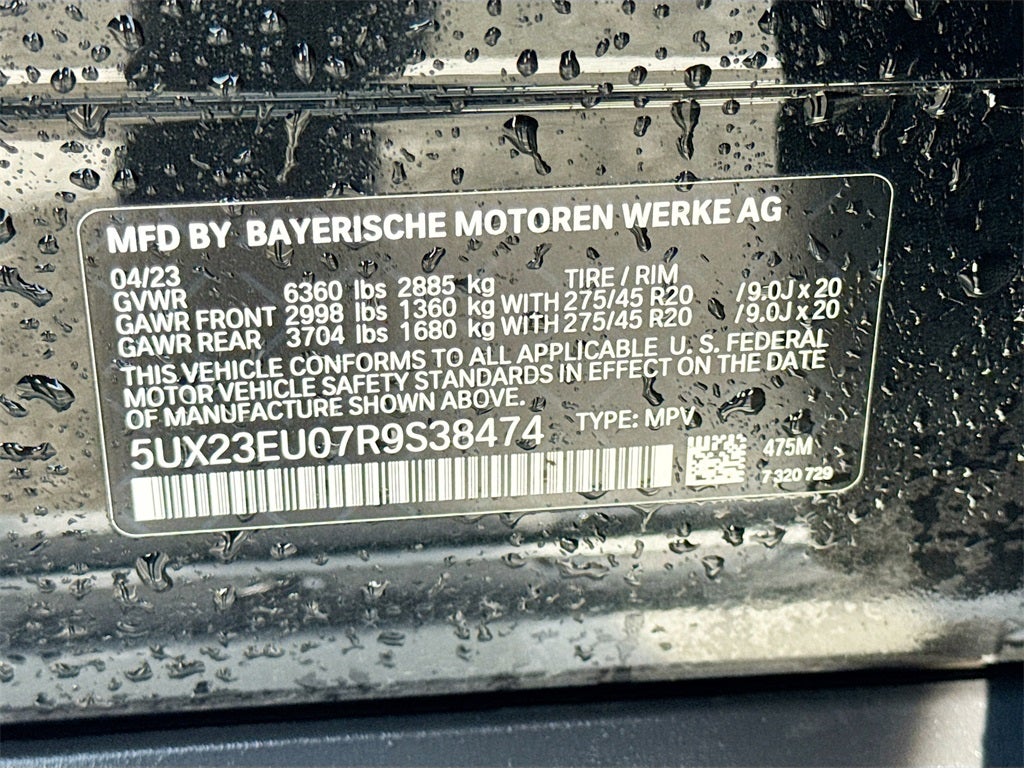 MFD BY BAYERISCHE MOTOREN WERKE AG
04/23 TIRE / RIM
GVWR 6360 lbs 2885 kg
GAWR FRONT 2998 lbs 1360 kg WITH 275/45 R20 /9.0J x 20
GAWR REAR 3704 lbs 1680 kg WITH 275/45 R20 /9.0J x 20
THIS VEHICLE CONFORMS TO ALL APPLICABLE U. S. FEDERAL
MOTOR VEHICLE SAFETY STANDARDS IN EFFECT ON THE DATE
OF MANUFACTURE SHOWN ABOVE.
5UX23EU07R9S38474 TYPE: MPV
475M
7 320 729